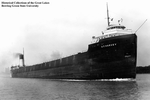 Historical Collections of the Great Lakes
Bowling Green State University